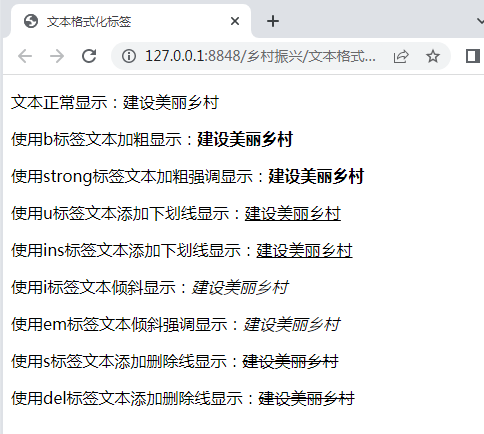 文本格式化标签
127.0.0.1:8848/乡村振兴/文本格式...
文本正常显示：建设美丽乡村
使用b标签文本加粗显示：建设美丽乡村
使用strong标签文本加粗强调显示：建设美丽乡村
使用u标签文本添加下划线显示：建设美丽乡村
使用ins标签文本添加下划线显示：建设美丽乡村
使用i标签文本倾斜显示：建设美丽乡村
使用em标签文本倾斜强调显示：建设美丽乡村
使用s标签文本添加删除线显示：建设美丽乡村
使用del标签文本添加删除线显示：建设美丽乡村